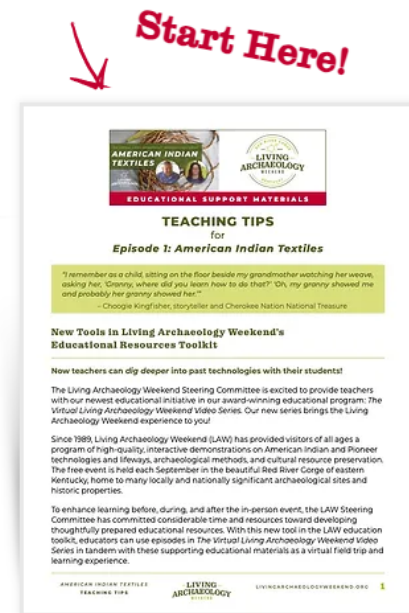 Start Here!
AMERICAN INDIAN
TEXTILES
LIVING
ARCHAEOLOGY
WEEKEND
EDUCATIONAL SUPPORT MATERIALS
TEACHING TIPS
for
Episode 1: American Indian Textiles
"I remember as a child, sitting on the floor beside my grandmother watching her weave,
asking her, 'Granny, where did you learn how to do that?' 'Oh, my granny showed me
and probably her granny showed her.'"
– Choogie Kingfisher, storyteller and Cherokee Nation National Treasure
New Tools in Living Archaeology Weekend's
Educational Resources Toolkit
Now teachers can dig deeper into past technologies with their students!
The Living Archaeology Weekend Steering Committee is excited to provide teachers
with our newest educational initiative in our award-winning educational program: The
Virtual Living Archaeology Weekend Video Series. Our new series brings the Living
Archaeology Weekend experience to you!
Since 1989, Living Archaeology Weekend (LAW) has provided visitors of all ages a
program of high-quality, interactive demonstrations on American Indian and Pioneer
technologies and lifeways, archaeological methods, and cultural resource preservation.
The free event is held each September in the beautiful Red River Gorge of eastern
Kentucky, home to many locally and nationally significant archaeological sites and
historic properties.
To enhance learning before, during, and after the in-person event, the LAW Steering
Committee has committed considerable time and resources toward developing
thoughtfully prepared educational resources. With this new tool in the LAW education
toolkit, educators can use episodes in The Virtual Living Archaeology Weekend Video
Series in tandem with these supporting educational materials as a virtual field trip and
learning experience.
AMERICAN INDIAN TEXTILES
TEACHING TIPS
LIVING
ARCHAEOLOGY
WEEKEND
LIVINGARCHAEOLOGYWEEKEND.ORG
1